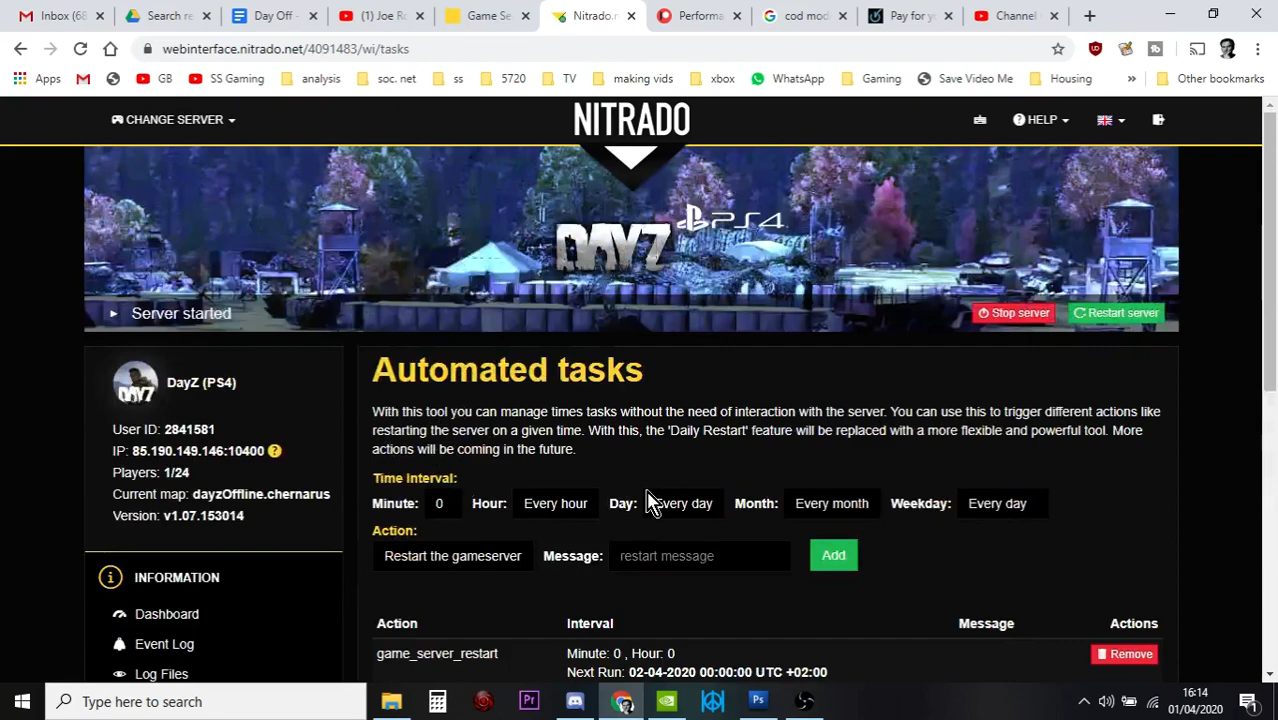 Inbox (68
Search re
Day Off -
(1) Joe R
Game Se
Nitrado.n
Performa
cod mod
Pay for y
Channel
webinterface.nitrado.net/4091483/wi/tasks
Apps
GB
SS Gaming
analysis
soc. net
ss
5720
TV
making vids
xbox
WhatsApp
Gaming
Save Video Me
Housing
»
Other bookmarks
CHANGE SERVER
NITRADO
HELP
DAYZ PS4
Server started
Stop server
Restart server
DayZ (PS4)
User ID: 2841581
IP: 85.190.149.146:10400
Players: 1/24
Current map: dayzOffline.chernarus
Version: v1.07.153014
INFORMATION
Dashboard
Event Log
Log Files
Automated tasks
With this tool you can manage times tasks without the need of interaction with the server. You can use this to trigger different actions like
restarting the server on a given time. With this, the 'Daily Restart' feature will be replaced with a more flexible and powerful tool. More
actions will be coming in the future.
Time Interval:
Minute: 0 Hour: Every hour Day: Every day Month: Every month Weekday: Every day
Action:
Restart the gameserver Message: restart message Add
Action Interval Message Actions
game_server_restart Minute: 0 , Hour: 0 Remove
Next Run: 02-04-2020 00:00:00 UTC +02:00
Type here to search
16:14
01/04/2020